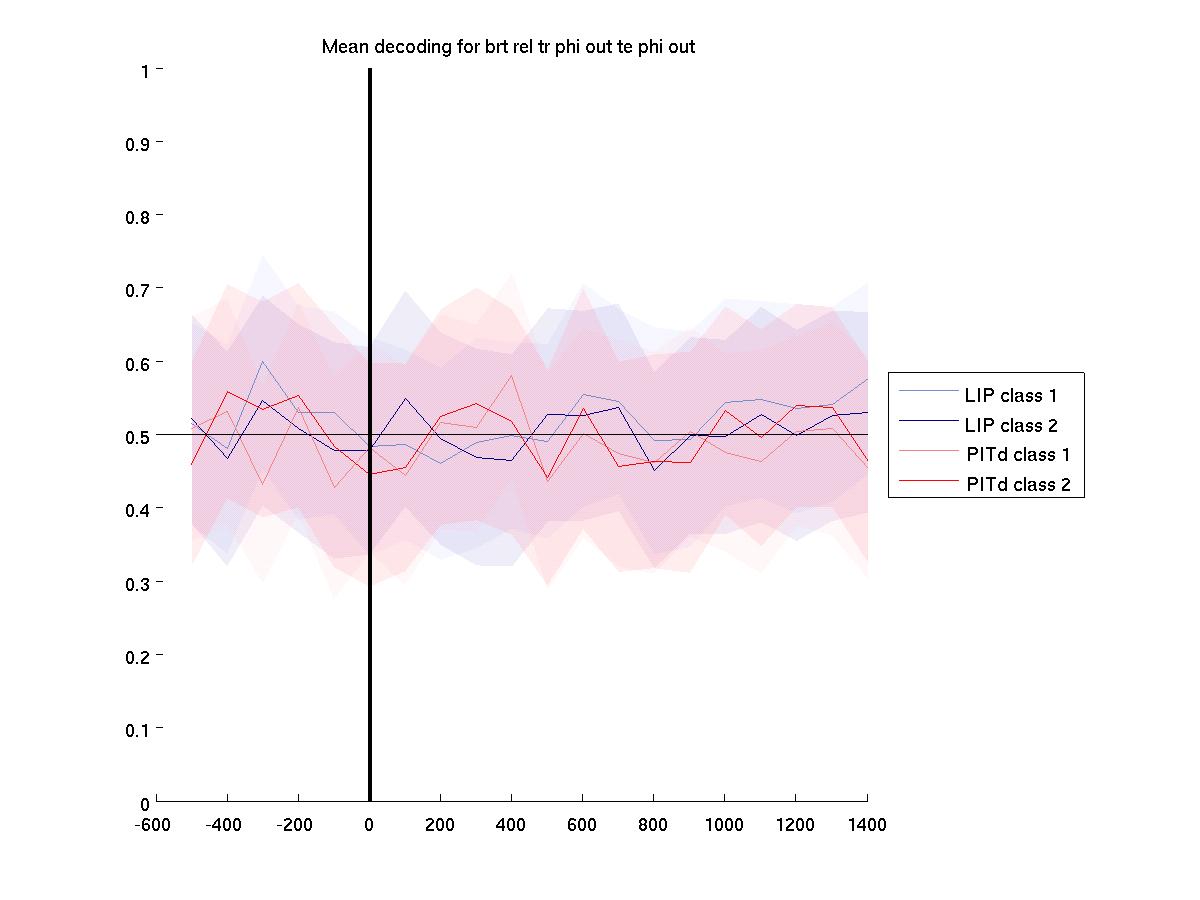 Mean decoding for brt rel tr phi out te phi out
1
0.9
0.8
0.7
0.6
0.5
0.4
0.3
0.2
0.1
0
-600 -400 -200 0 200 400 600 800 1000 1200 1400
LIP class 1
LIP class 2
PITd class 1
PITd class 2